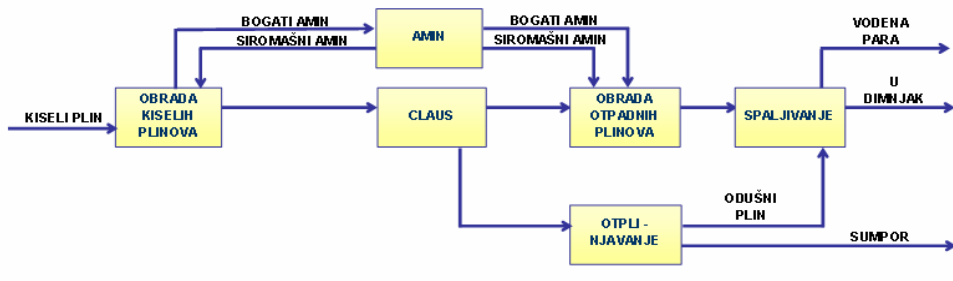 BOGATI AMIN
SIROMAŠNI AMIN
AMIN
BOGATI AMIN
SIROMAŠNI AMIN
VODENA
PARA
KISELI PLIN
OBRADA
KISELIH
PLINOVA
CLAUS
OBRADA
OTPADNIH
PLINOVA
SPALJIVANJE
U
DIMNJAK
OTPLI -
NJAVANJE
ODUŠNI
PLIN
SUMPOR